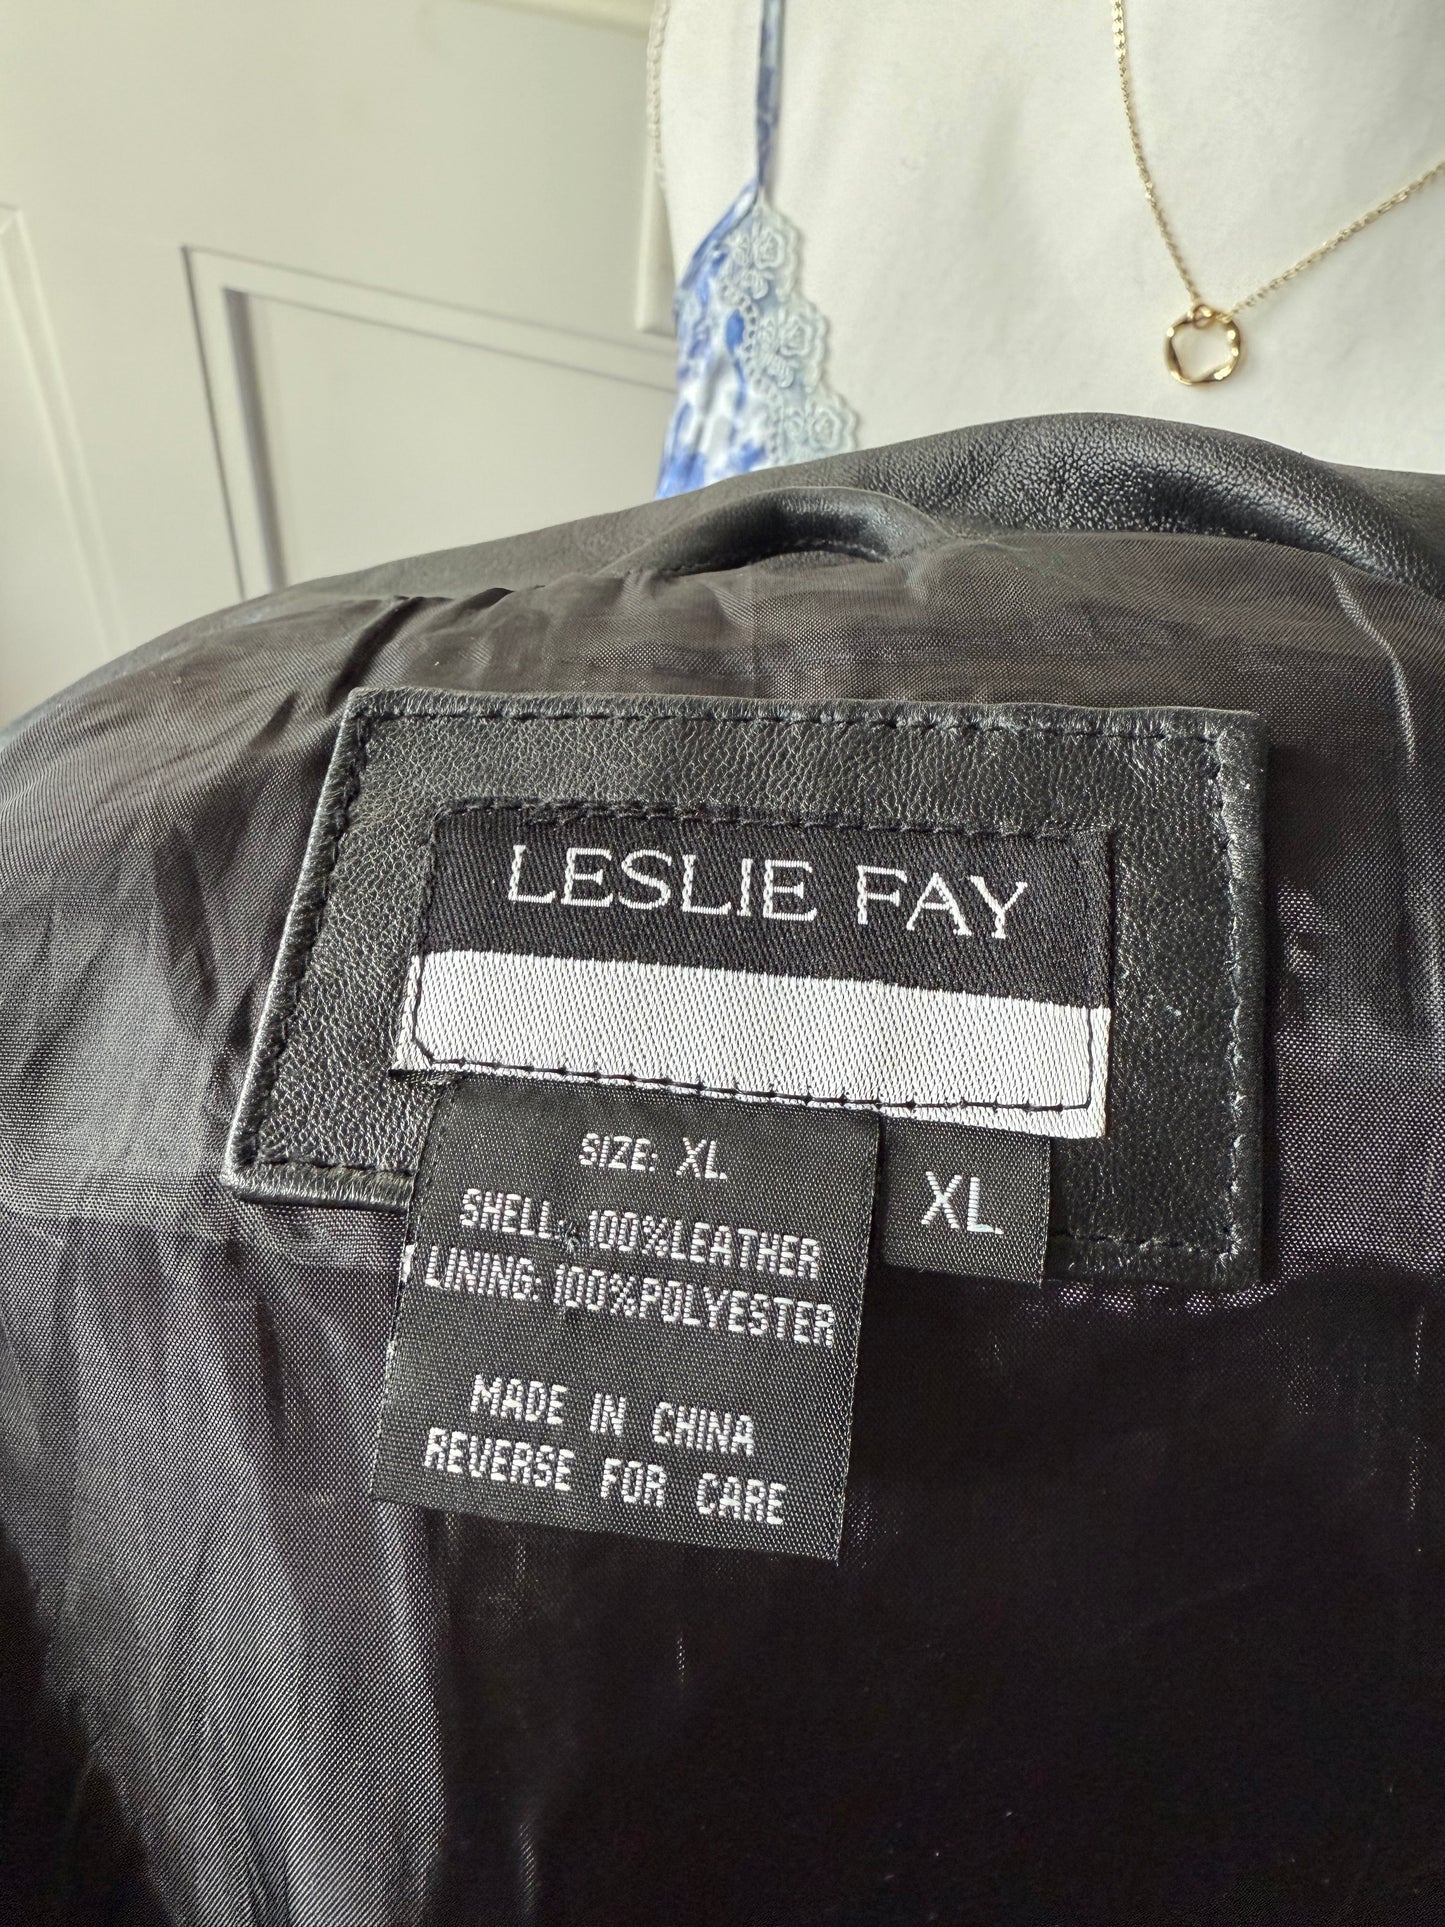 LESLIE FAY
SIZE: XL
XL
SHELL: 100%LEATHER
LINING: 100%POLYESTER
MADE IN CHINA
REVERSE FOR CARE